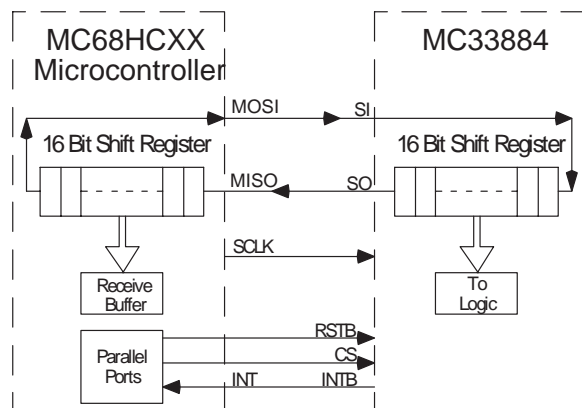 MC68HCXX
Microcontroller
MC33884
MOSI
SI
16 Bit Shift Register
16 Bit Shift Register
MISO
SO
SCLK
Receive
Buffer
To
Logic
Parallel
Ports
RSTB
CS
INT
INTB